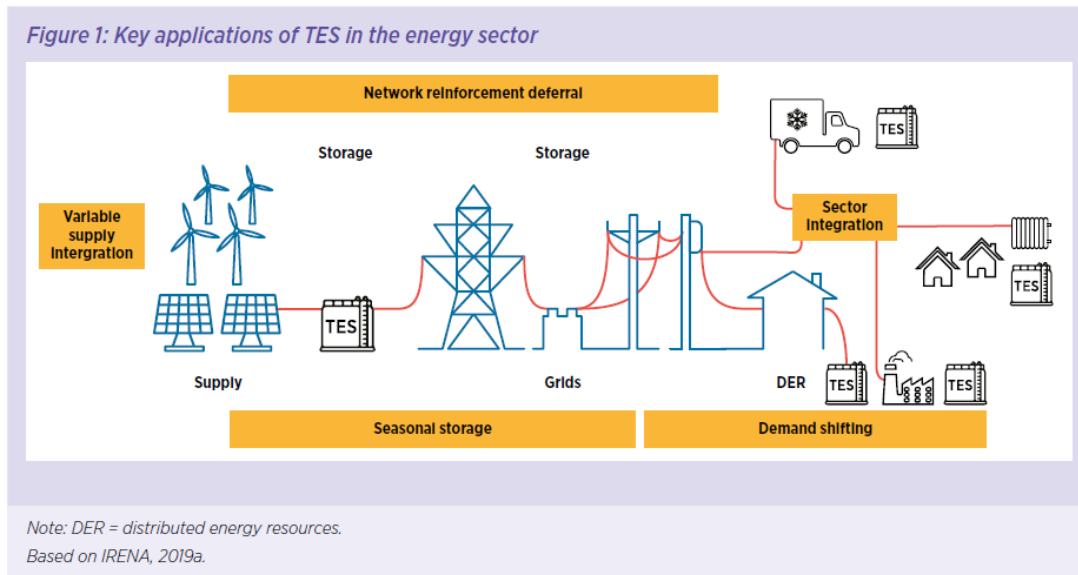 Figure 1: Key applications of TES in the energy sector
Network reinforcement deferral
TES
Storage
Storage
Variable
supply
intergration
Sector
integration
TES
TES
Supply
Grids
DER
TES
TES
Seasonal storage
Demand shifting
Note: DER = distributed energy resources.
Based on IRENA, 2019a.